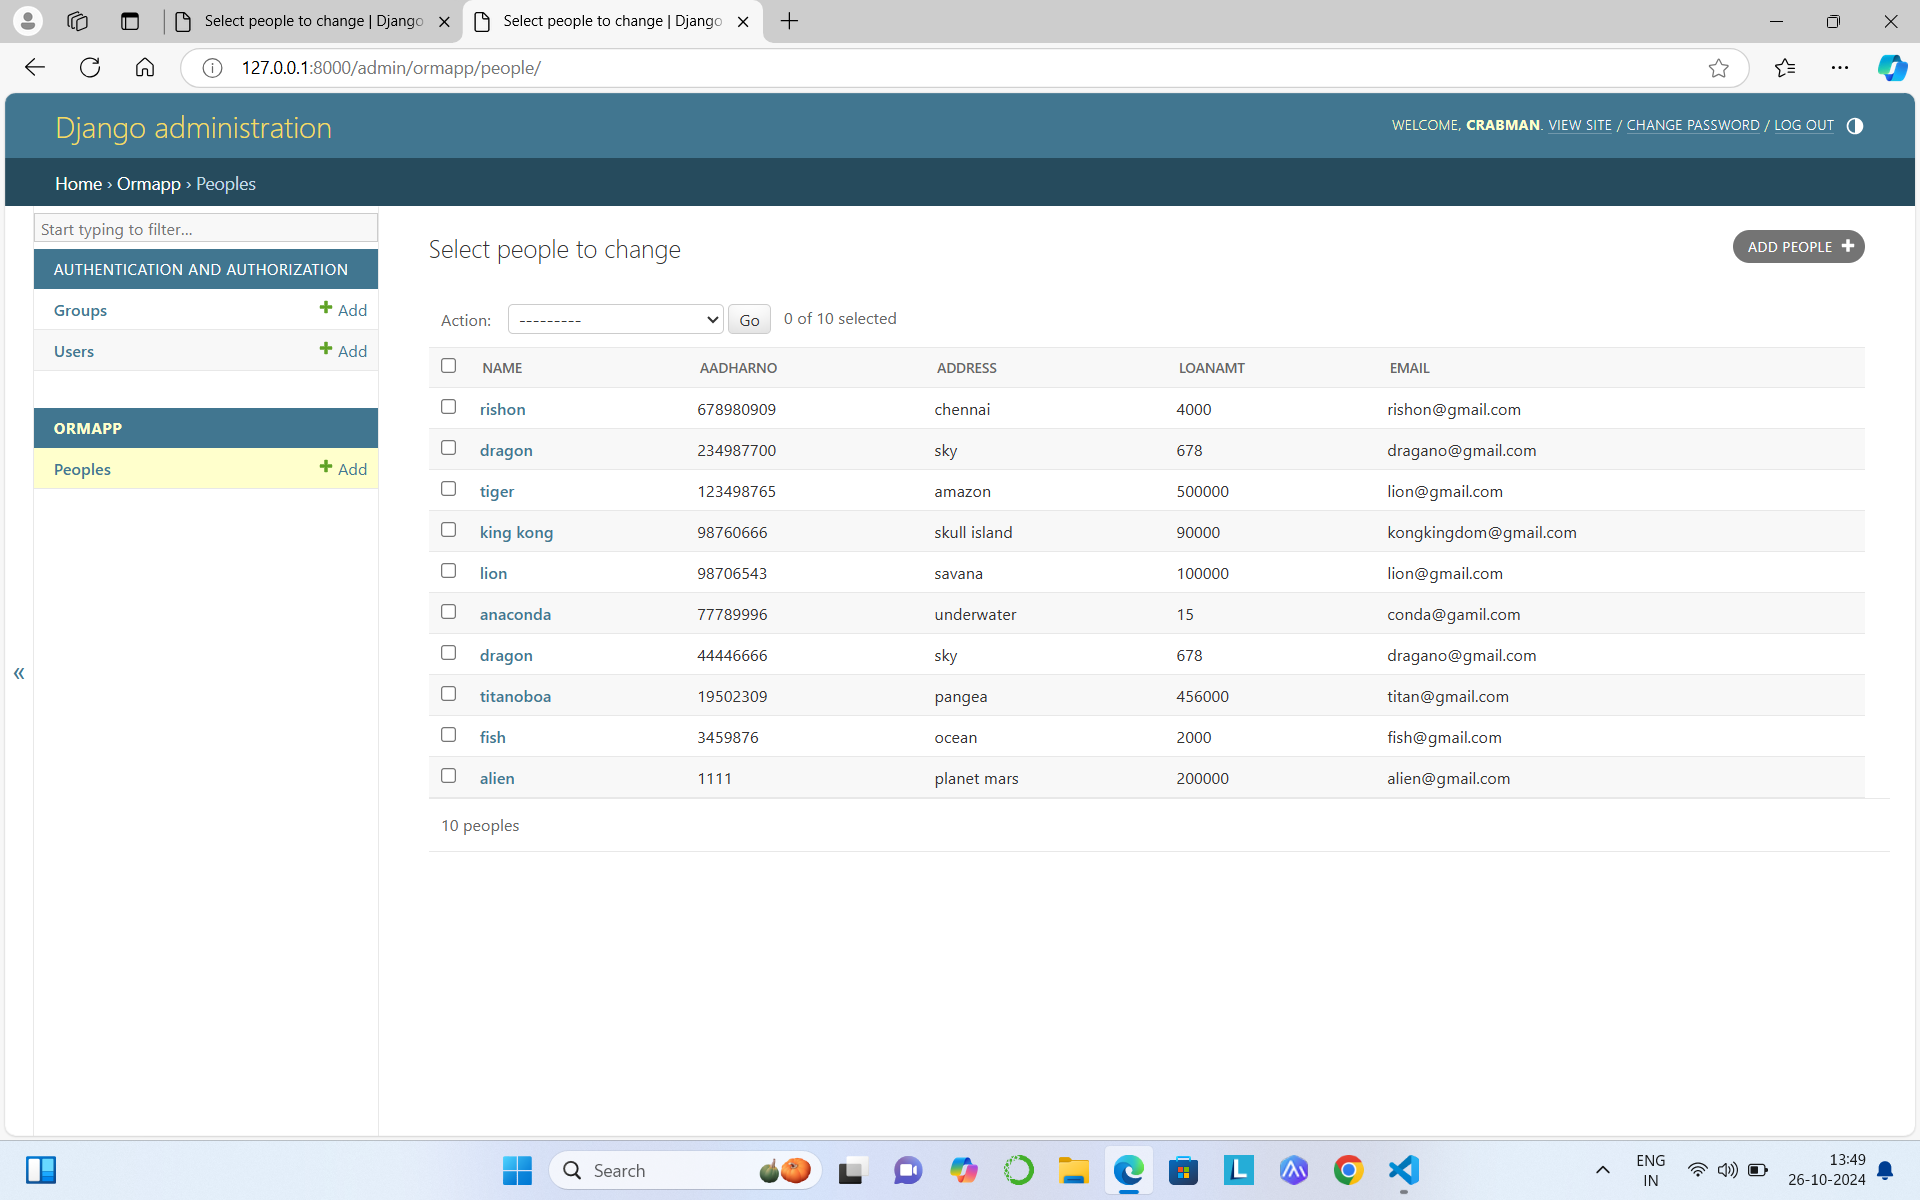 Select people to change | Django
Select people to change | Django
127.0.0.1:8000/admin/ormapp/people/
Django administration
WELCOME, CRABMAN. VIEW SITE / CHANGE PASSWORD / LOG OUT
Home › Ormapp › Peoples
Start typing to filter...
AUTHENTICATION AND AUTHORIZATION
Groups + Add
Users + Add
ORMAPP
Peoples + Add
«
Select people to change
ADD PEOPLE +
Action: --------- Go 0 of 10 selected
NAME AADHARNO ADDRESS LOANAMT EMAIL
rishon 678980909 chennai 4000 rishon@gmail.com
dragon 234987700 sky 678 dragano@gmail.com
tiger 123498765 amazon 500000 lion@gmail.com
king kong 98760666 skull island 90000 kongkingdom@gmail.com
lion 98706543 savana 100000 lion@gmail.com
anaconda 77789996 underwater 15 conda@gamil.com
dragon 44446666 sky 678 dragano@gmail.com
titanoboa 19502309 pangea 456000 titan@gmail.com
fish 3459876 ocean 2000 fish@gmail.com
alien 1111 planet mars 200000 alien@gmail.com
10 peoples
Search
L
ENG
IN
13:49
26-10-2024